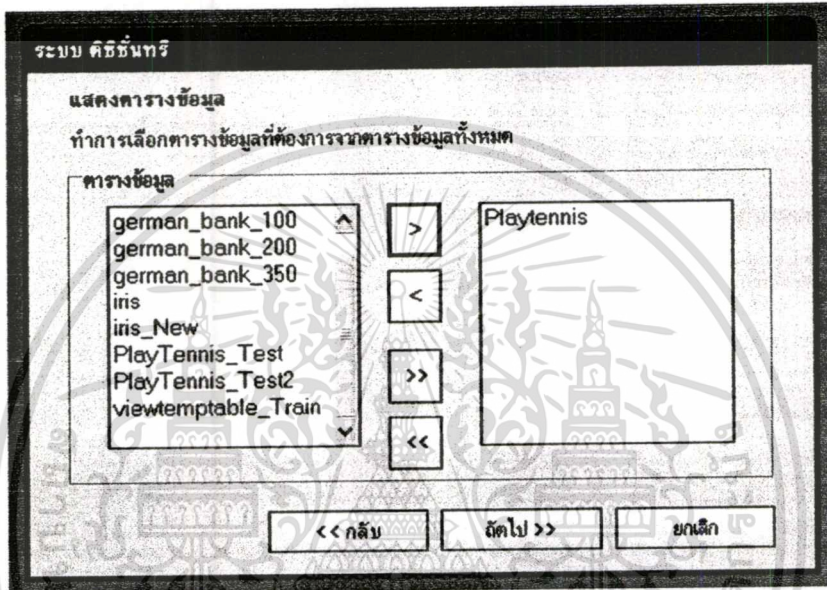 ระบบ ดิซิชั่นทรี
แสดงตารางข้อมูล
ทำการเลือกตารางข้อมูลที่ต้องการจากตารางข้อมูลทั้งหมด
ตารางข้อมูล
german_bank_100
german_bank_200
german_bank_350
iris
iris_New
PlayTennis_Test
PlayTennis_Test2
viewtemptable_Train
>
<
>>
<<
Playtennis
<< กลับ
ถัดไป >>
ยกเลิก